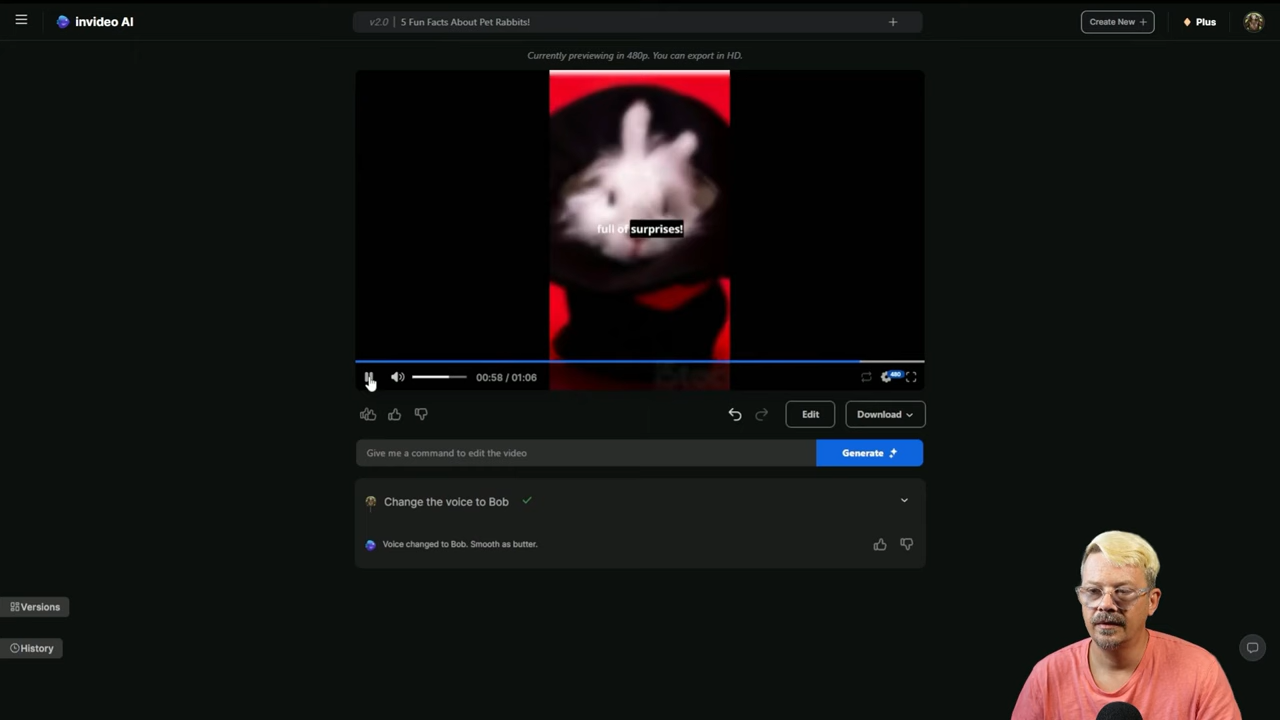 invideo AI
v2.0 | 5 Fun Facts About Pet Rabbits!
Create New +
Plus
Currently previewing in 480p. You can export in HD.
full of surprises!
00:58 / 01:06
480
Edit
Download
Give me a command to edit the video
Generate
Change the voice to Bob
Voice changed to Bob. Smooth as butter.
Versions
History